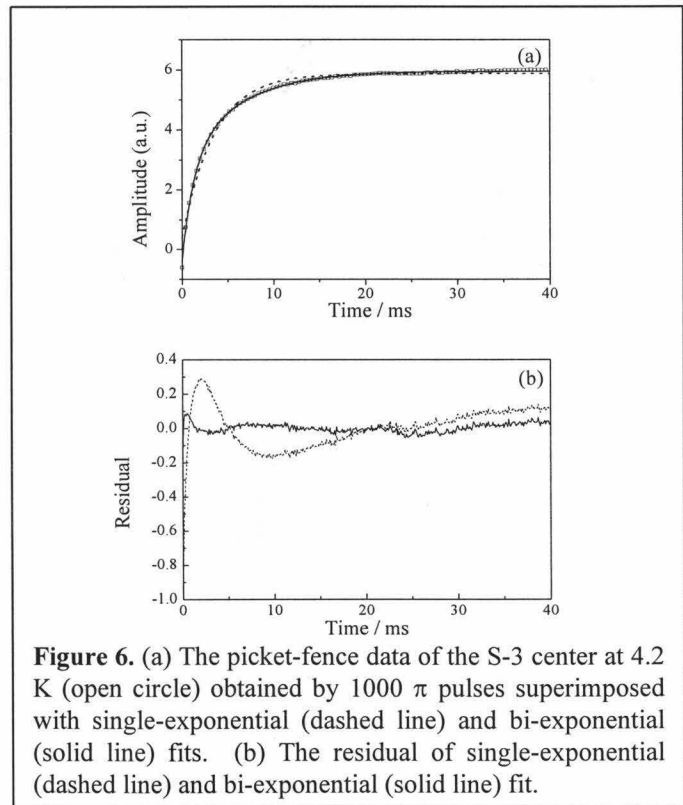 (a)
6
4
2
0
Amplitude (a.u.)
0 10 20 30 40
Time / ms
(b)
0.4
0.2
0.0
-0.2
-0.4
-0.6
-0.8
-1.0
Residual
0 10 20 30 40
Time / ms
Figure 6. (a) The picket-fence data of the S-3 center at 4.2
K (open circle) obtained by 1000 π pulses superimposed
with single-exponential (dashed line) and bi-exponential
(solid line) fits. (b) The residual of single-exponential
(dashed line) and bi-exponential (solid line) fit.